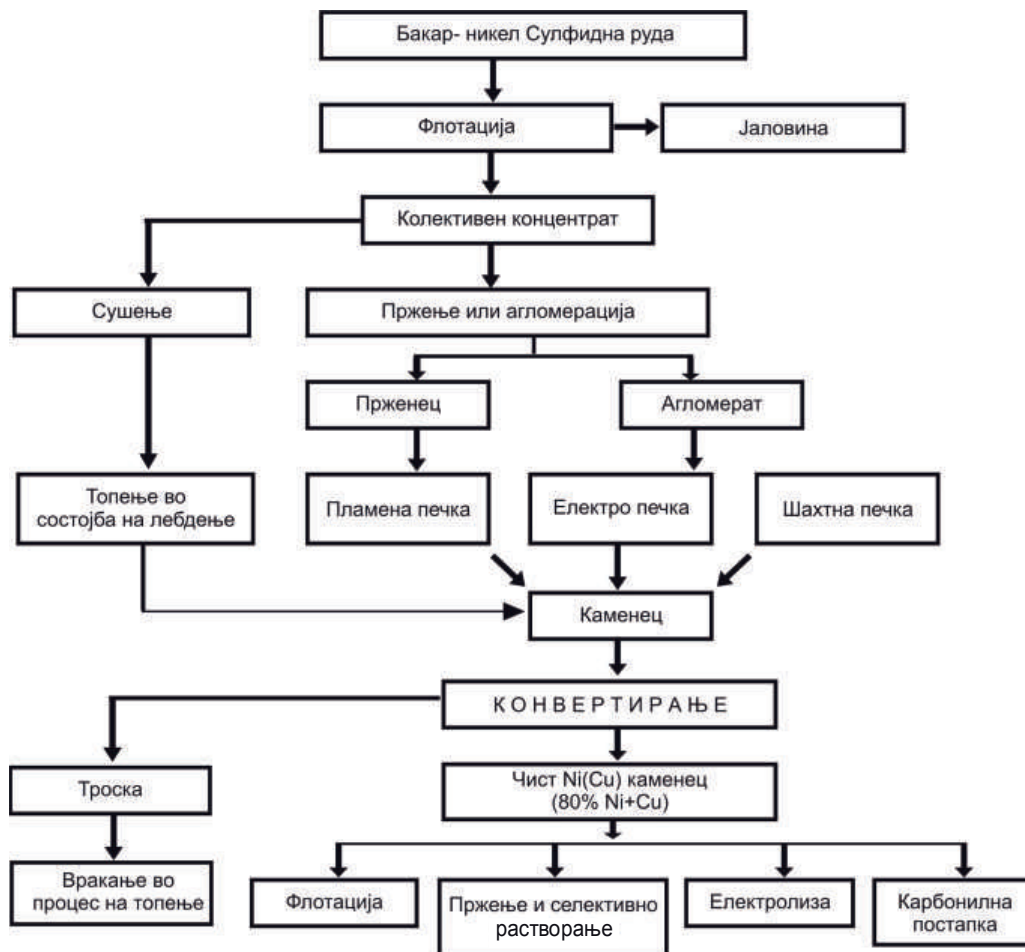 Бакар- никел Сулфидна руда
Флотација
Јаловина
Колективен концентрат
Сушење
Пржење или агломерација
Прженец
Агломерат
Топење во
состојба на лебдење
Пламена печка
Електро печка
Шахтна печка
Каменец
К О Н В Е Р Т И Р А Њ Е
Троска
Чист Ni(Cu) каменец
(80% Ni+Cu)
Вракање во
процес на топење
Флотација
Пржење и селективно
растворање
Електролиза
Карбонилна
постапка